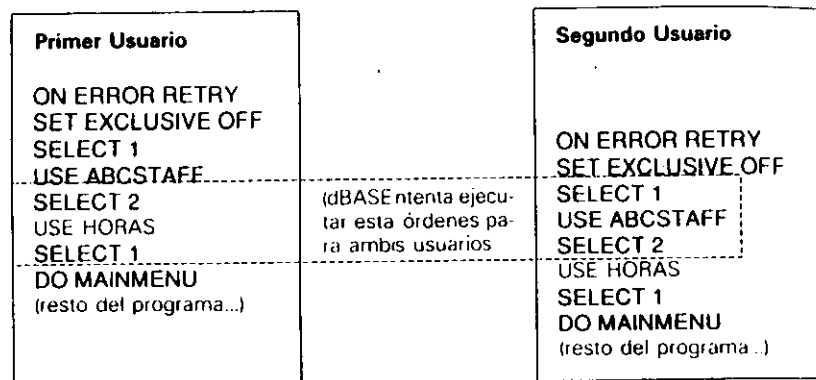 Primer Usuario
ON ERROR RETRY
SET EXCLUSIVE OFF
SELECT 1
USE ABCSTAFF
SELECT 2
USE HORAS
SELECT 1
DO MAINMENU
(resto del programa...)
(dBASE ntenta ejecu-
tar esta órdenes pa-
ra ambis usuarios
Segundo Usuario
ON ERROR RETRY
SET EXCLUSIVE OFF
SELECT 1
USE ABCSTAFF
SELECT 2
USE HORAS
SELECT 1
DO MAINMENU
(resto del programa ..)